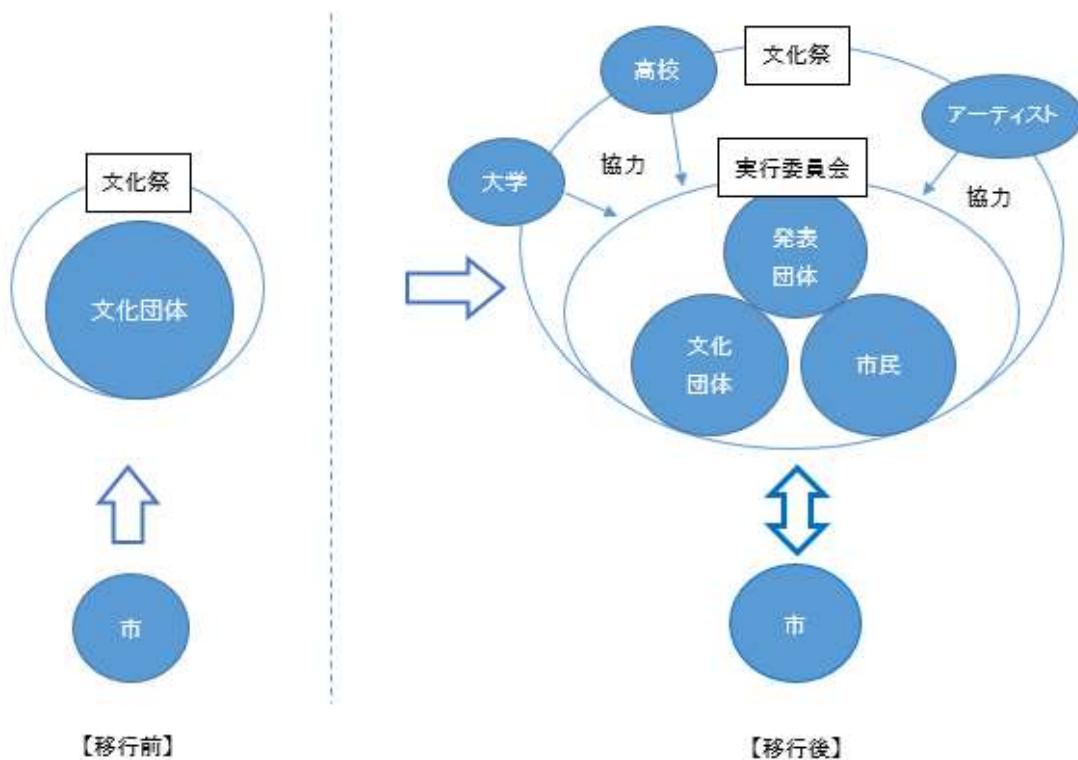 文化祭
文化団体
市
【移行前】
文化祭
高校
アーティスト
大学
協力
協力
実行委員会
発表
団体
文化
団体
市民
市
【移行後】